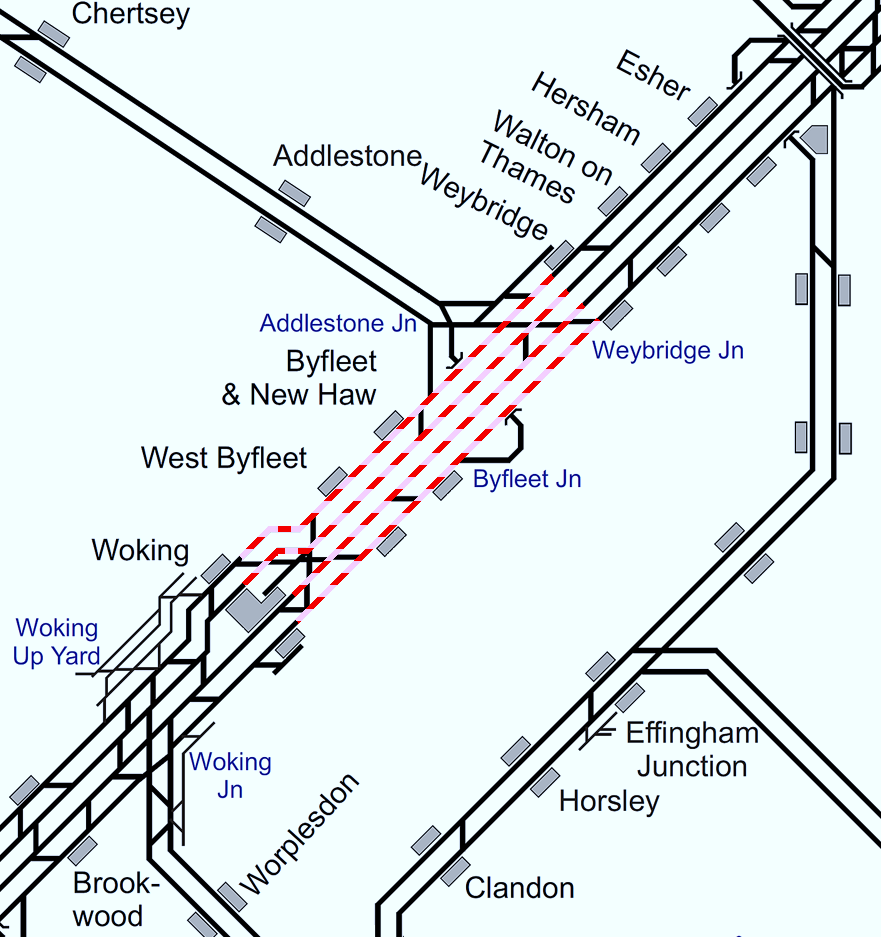 Chertsey
Esher
Hersham
Walton on
Thames
Addlestone
Weybridge
Addlestone Jn
Weybridge Jn
Byfleet
& New Haw
West Byfleet
Byfleet Jn
Woking
Woking
Up Yard
Effingham
Junction
Woking
Jn
Horsley
Worplesdon
Clandon
Brook-
wood